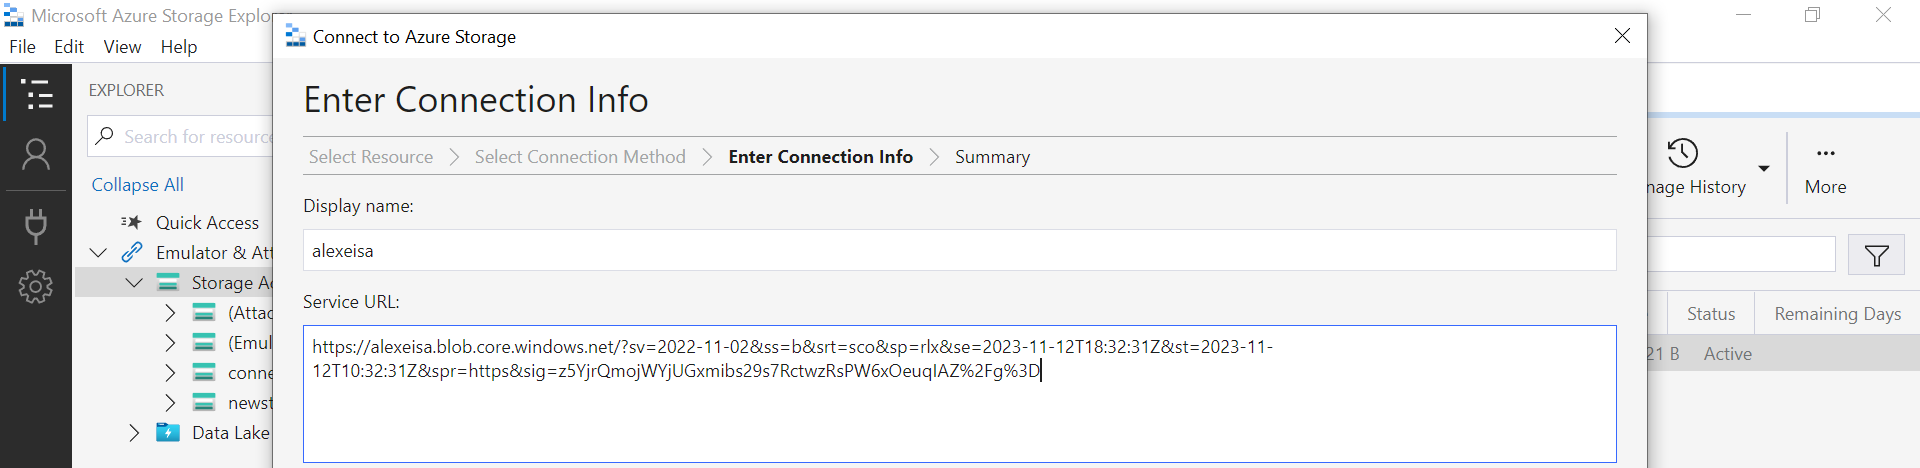 Microsoft Azure Storage Explo
File Edit View Help
EXPLORER
Search for resource
Collapse All
Quick Access
Emulator & Att
Storage Ac
(Attac
(Emul
conne
newst
Data Lake
Connect to Azure Storage
Enter Connection Info
Select Resource > Select Connection Method > Enter Connection Info > Summary
Display name:
alexeisa
Service URL:
https://alexeisa.blob.core.windows.net/?sv=2022-11-02&ss=b&srt=sco&sp=rlx&se=2023-11-12T18:32:31Z&st=2023-11-
12T10:32:31Z&spr=https&sig=z5YjrQmojWYjUGxmibs29s7RctwzRsPW6xOeuqIAZ%2Fg%3D
nage History
More
Status
Remaining Days
21 B Active